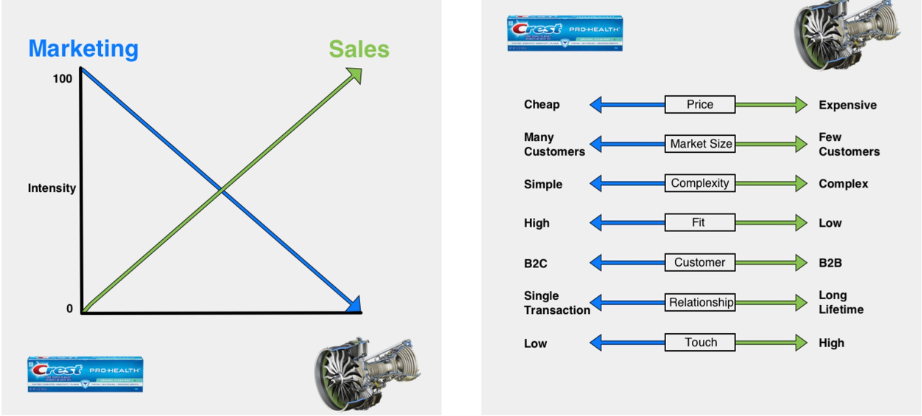 Marketing
Sales
100
Intensity
0
Crest PRO-HEALTH
Crest PRO-HEALTH
Cheap Price Expensive
Many Customers Market Size Few Customers
Simple Complexity Complex
High Fit Low
B2C Customer B2B
Single Transaction Relationship Long Lifetime
Low Touch High